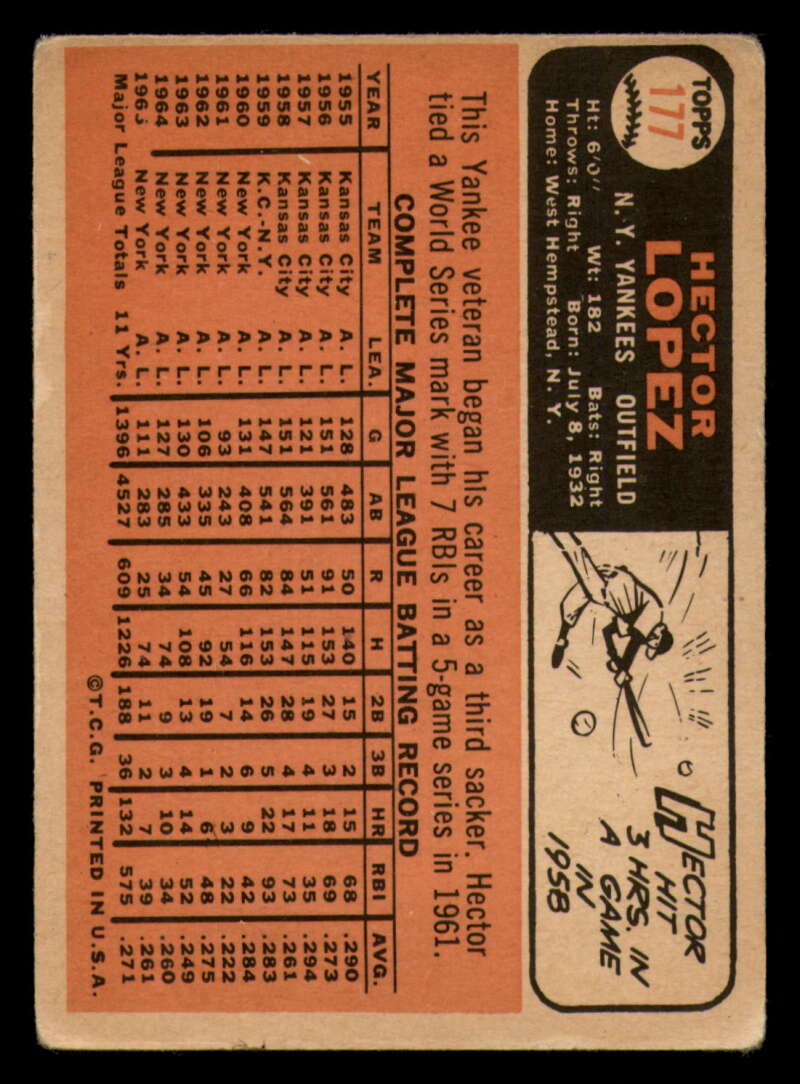 TOPPS
177
HECTOR
LOPEZ
N. Y. YANKEES OUTFIELD
Ht: 6'0" Wt: 182 Bats: Right
Throws: Right Born: July 8, 1932
Home: West Hempstead, N. Y.
HECTOR
HIT
3 HRS. IN
A GAME
IN
1958
This Yankee veteran began his career as a third sacker. Hector
tied a World Series mark with 7 RBIs in a 5-game series in 1961.
COMPLETE MAJOR LEAGUE BATTING RECORD
YEAR TEAM LEA. G AB R H 2B 3B HR RBI AVG.
1955 Kansas City A. L. 128 483 50 140 15 2 15 68 .290
1956 Kansas City A. L. 151 561 91 153 27 3 18 69 .273
1957 Kansas City A. L. 121 391 51 115 19 4 11 35 .294
1958 Kansas City A. L. 151 564 84 147 28 4 17 73 .261
1959 K.C.-N.Y. A. L. 147 541 82 153 26 5 22 93 .283
1960 New York A. L. 131 408 66 116 14 6 9 42 .284
1961 New York A. L. 93 243 27 54 7 2 3 22 .222
1962 New York A. L. 106 335 45 92 19 1 6 48 .275
1963 New York A. L. 130 433 54 108 13 4 14 52 .249
1964 New York A. L. 127 285 34 74 9 3 10 34 .260
1965 New York A. L. 111 283 25 74 11 2 7 39 .261
Major League Totals 11 Yrs. 1396 4527 609 1226 188 36 132 575 .271
©T.C.G. PRINTED IN U.S.A.